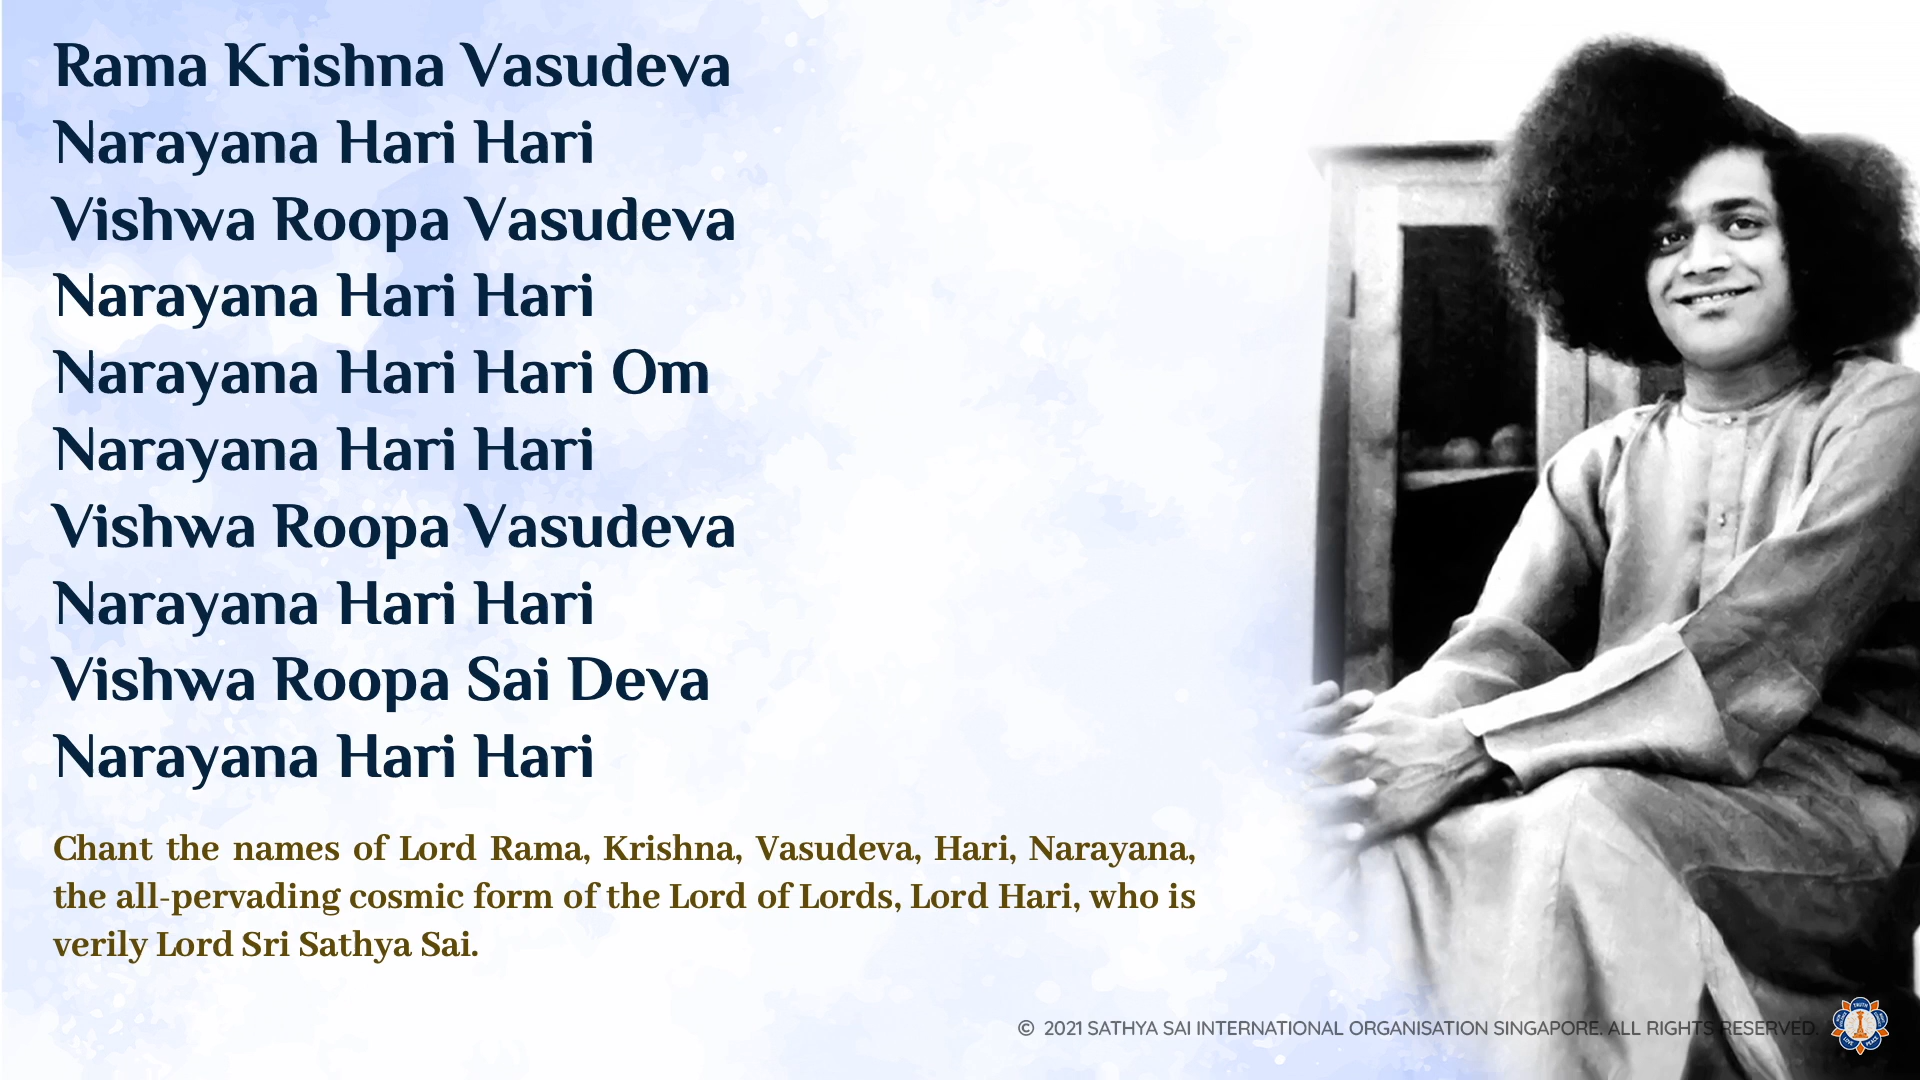 Rama Krishna Vasudeva
Narayana Hari Hari
Vishwa Roopa Vasudeva
Narayana Hari Hari
Narayana Hari Hari Om
Narayana Hari Hari
Vishwa Roopa Vasudeva
Narayana Hari Hari
Vishwa Roopa Sai Deva
Narayana Hari Hari
Chant the names of Lord Rama, Krishna, Vasudeva, Hari, Narayana,
the all-pervading cosmic form of the Lord of Lords, Lord Hari, who is
verily Lord Sri Sathya Sai.
© 2021 SATHYA SAI INTERNATIONAL ORGANISATION SINGAPORE. ALL RIGHTS RESERVED.